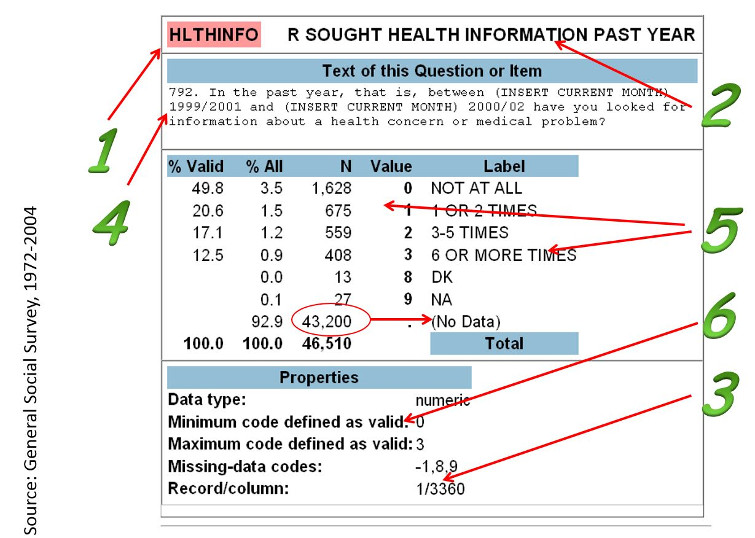 HLTHINFO R SOUGHT HEALTH INFORMATION PAST YEAR
Text of this Question or Item
792. In the past year, that is, between (INSERT CURRENT MONTH)
1999/2001 and (INSERT CURRENT MONTH) 2000/02 have you looked for
information about a health concern or medical problem?
% Valid % All N Value Label
49.8 3.5 1,628 0 NOT AT ALL
20.6 1.5 675 1 1 OR 2 TIMES
17.1 1.2 559 2 3-5 TIMES
12.5 0.9 408 3 6 OR MORE TIMES
0.0 13 8 DK
0.1 27 9 NA
92.9 43,200 . (No Data)
100.0 100.0 46,510 Total
Properties
Data type: numeric
Minimum code defined as valid: 0
Maximum code defined as valid: 3
Missing-data codes: -1,8,9
Record/column: 1/3360
1
4
2
5
6
3
Source: General Social Survey, 1972-2004